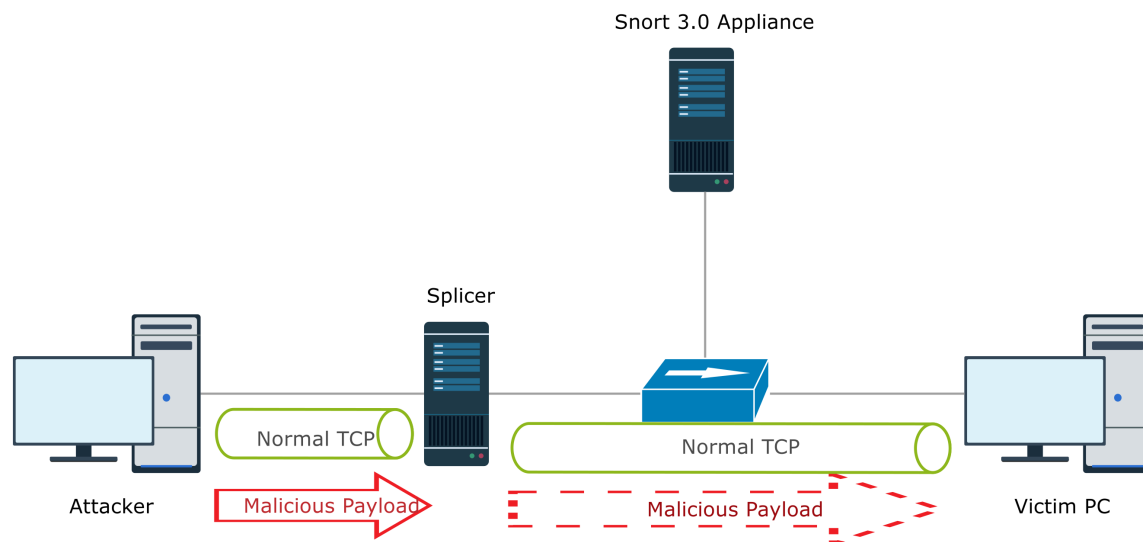 Snort 3.0 Appliance
Splicer
Normal TCP
Normal TCP
Attacker
Malicious Payload
Malicious Payload
Victim PC